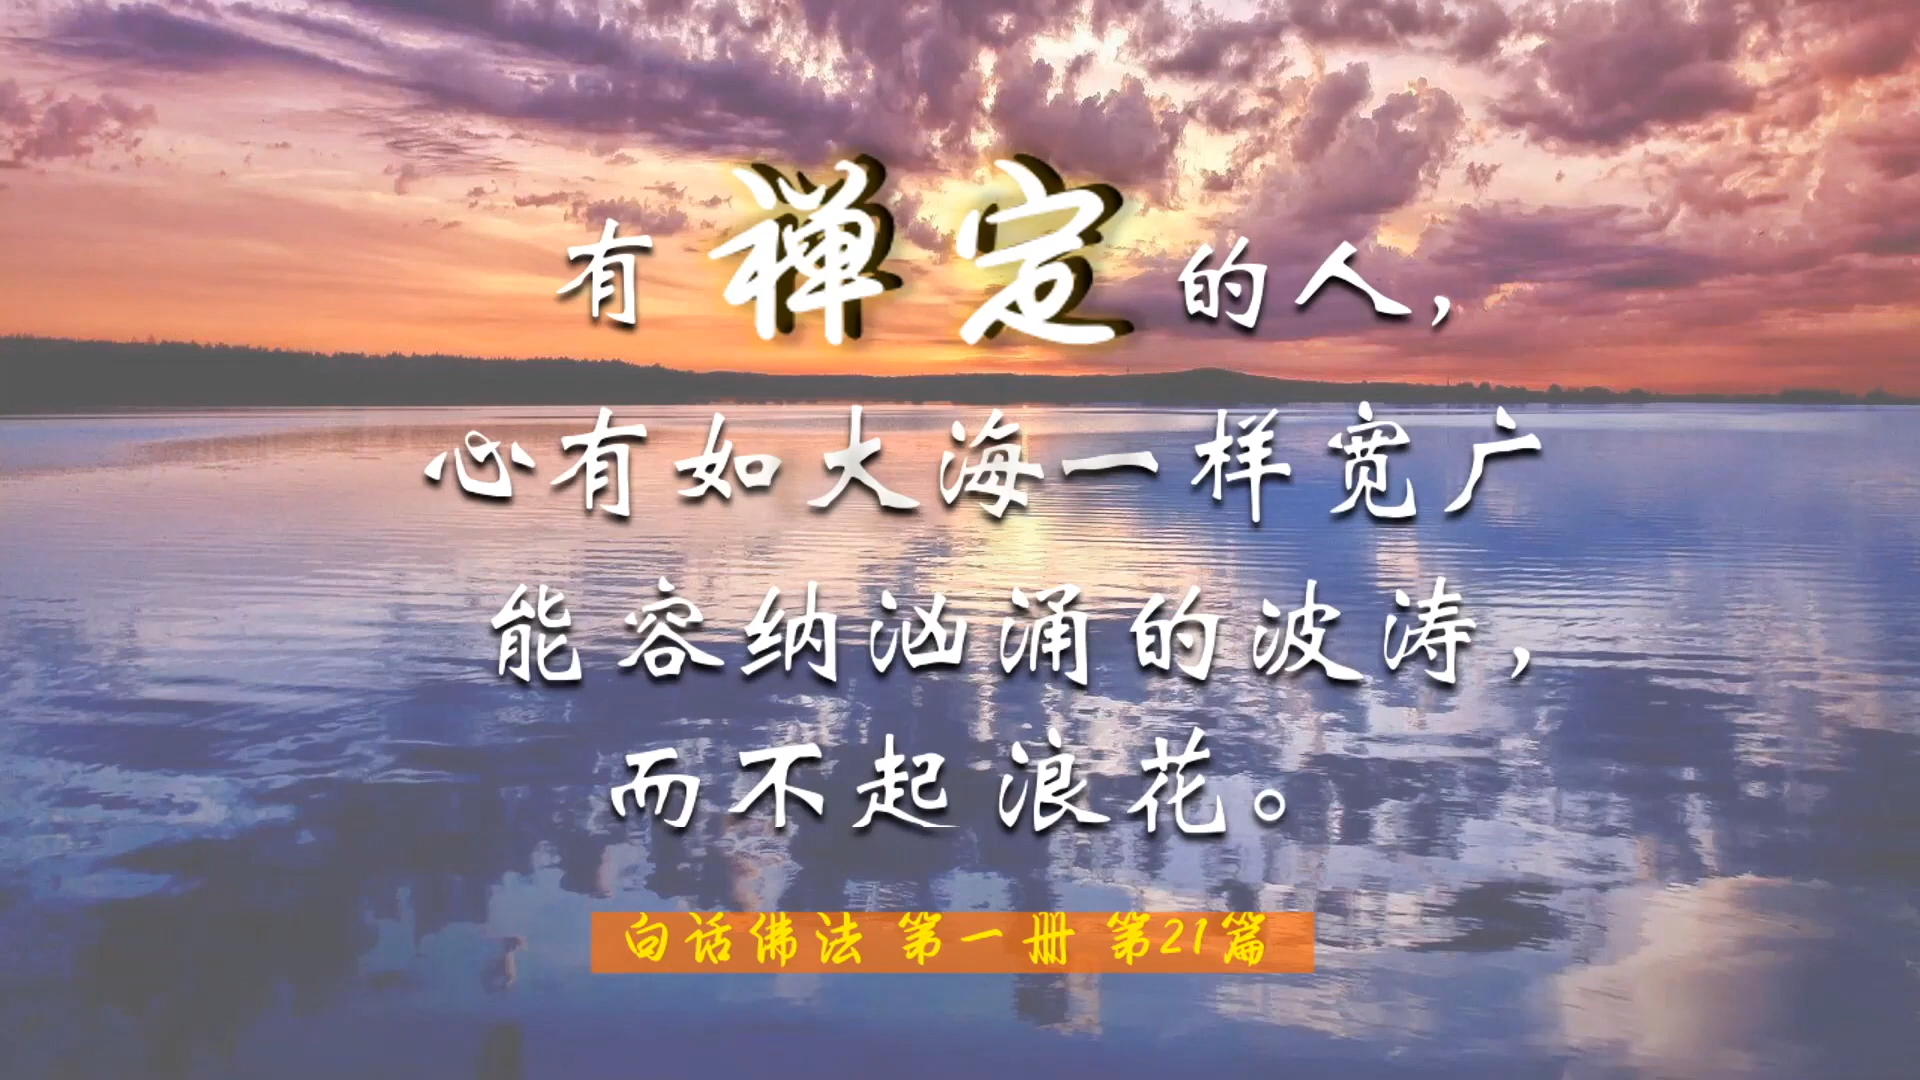 有禅定的人，
心有如大海一样宽广
能容纳汹涌的波涛，
而不起浪花。
白话佛法 第一册 第21篇